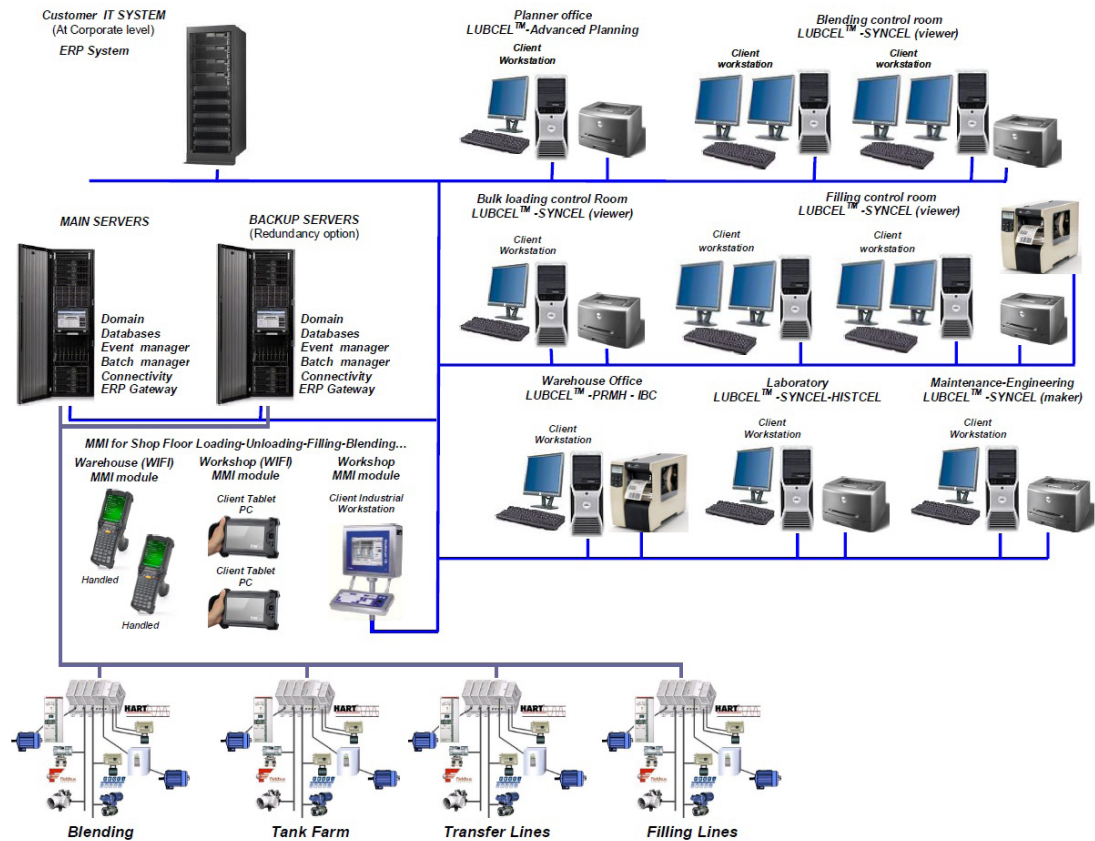 Customer IT SYSTEM
(At Corporate level)
ERP System
Planner office
LUBCEL™-Advanced Planning
Client
Workstation
Blending control room
LUBCEL™ -SYNCEL (viewer)
Client
workstation
Client
workstation
MAIN SERVERS
BACKUP SERVERS
(Redundancy option)
Domain
Databases
Event manager
Batch manager
Connectivity
ERP Gateway
Domain
Databases
Event manager
Batch manager
Connectivity
ERP Gateway
Bulk loading control Room
LUBCEL™ -SYNCEL (viewer)
Client
Workstation
Filling control room
LUBCEL™ -SYNCEL (viewer)
Client
workstation
Client
workstation
Warehouse Office
LUBCEL™ -PRMH - IBC
Client
Workstation
Laboratory
LUBCEL™ -SYNCEL-HISTCEL
Client
Workstation
Maintenance-Engineering
LUBCEL™ -SYNCEL (maker)
Client
Workstation
MMI for Shop Floor Loading-Unloading-Filling-Blending…
Warehouse (WIFI)
MMI module
Handled
Handled
Workshop (WIFI)
MMI module
Client Tablet
PC
Client Tablet
PC
Workshop
MMI module
Client Industrial
Workstation
HART
HART
HART
HART
Blending
Tank Farm
Transfer Lines
Filling Lines